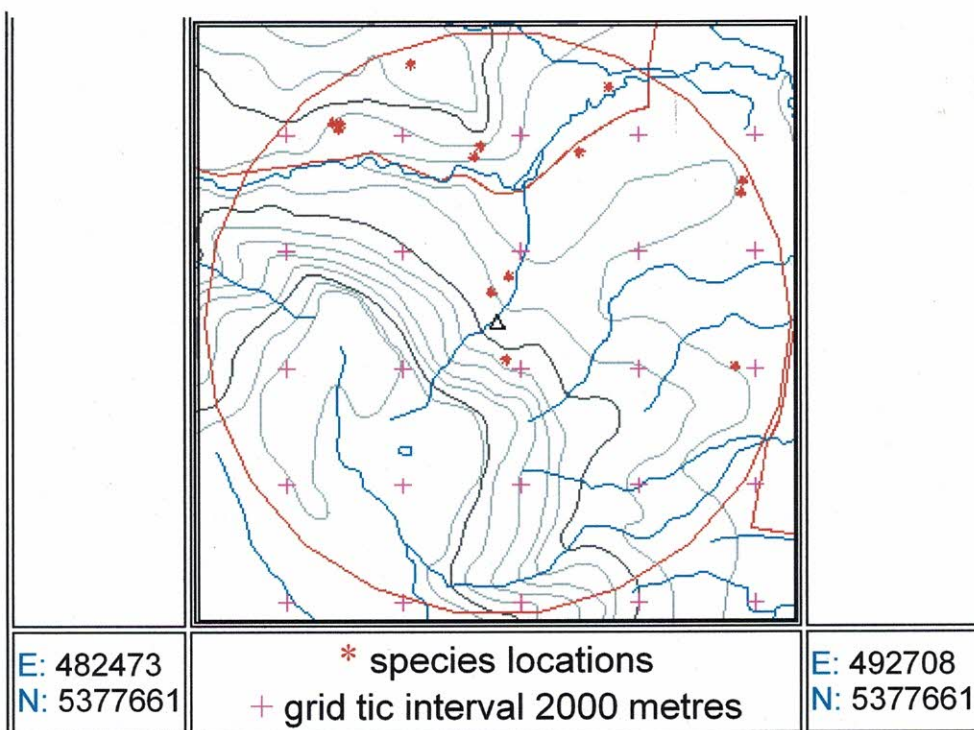 E: 482473
N: 5377661
* species locations
+ grid tic interval 2000 metres
E: 492708
N: 5377661